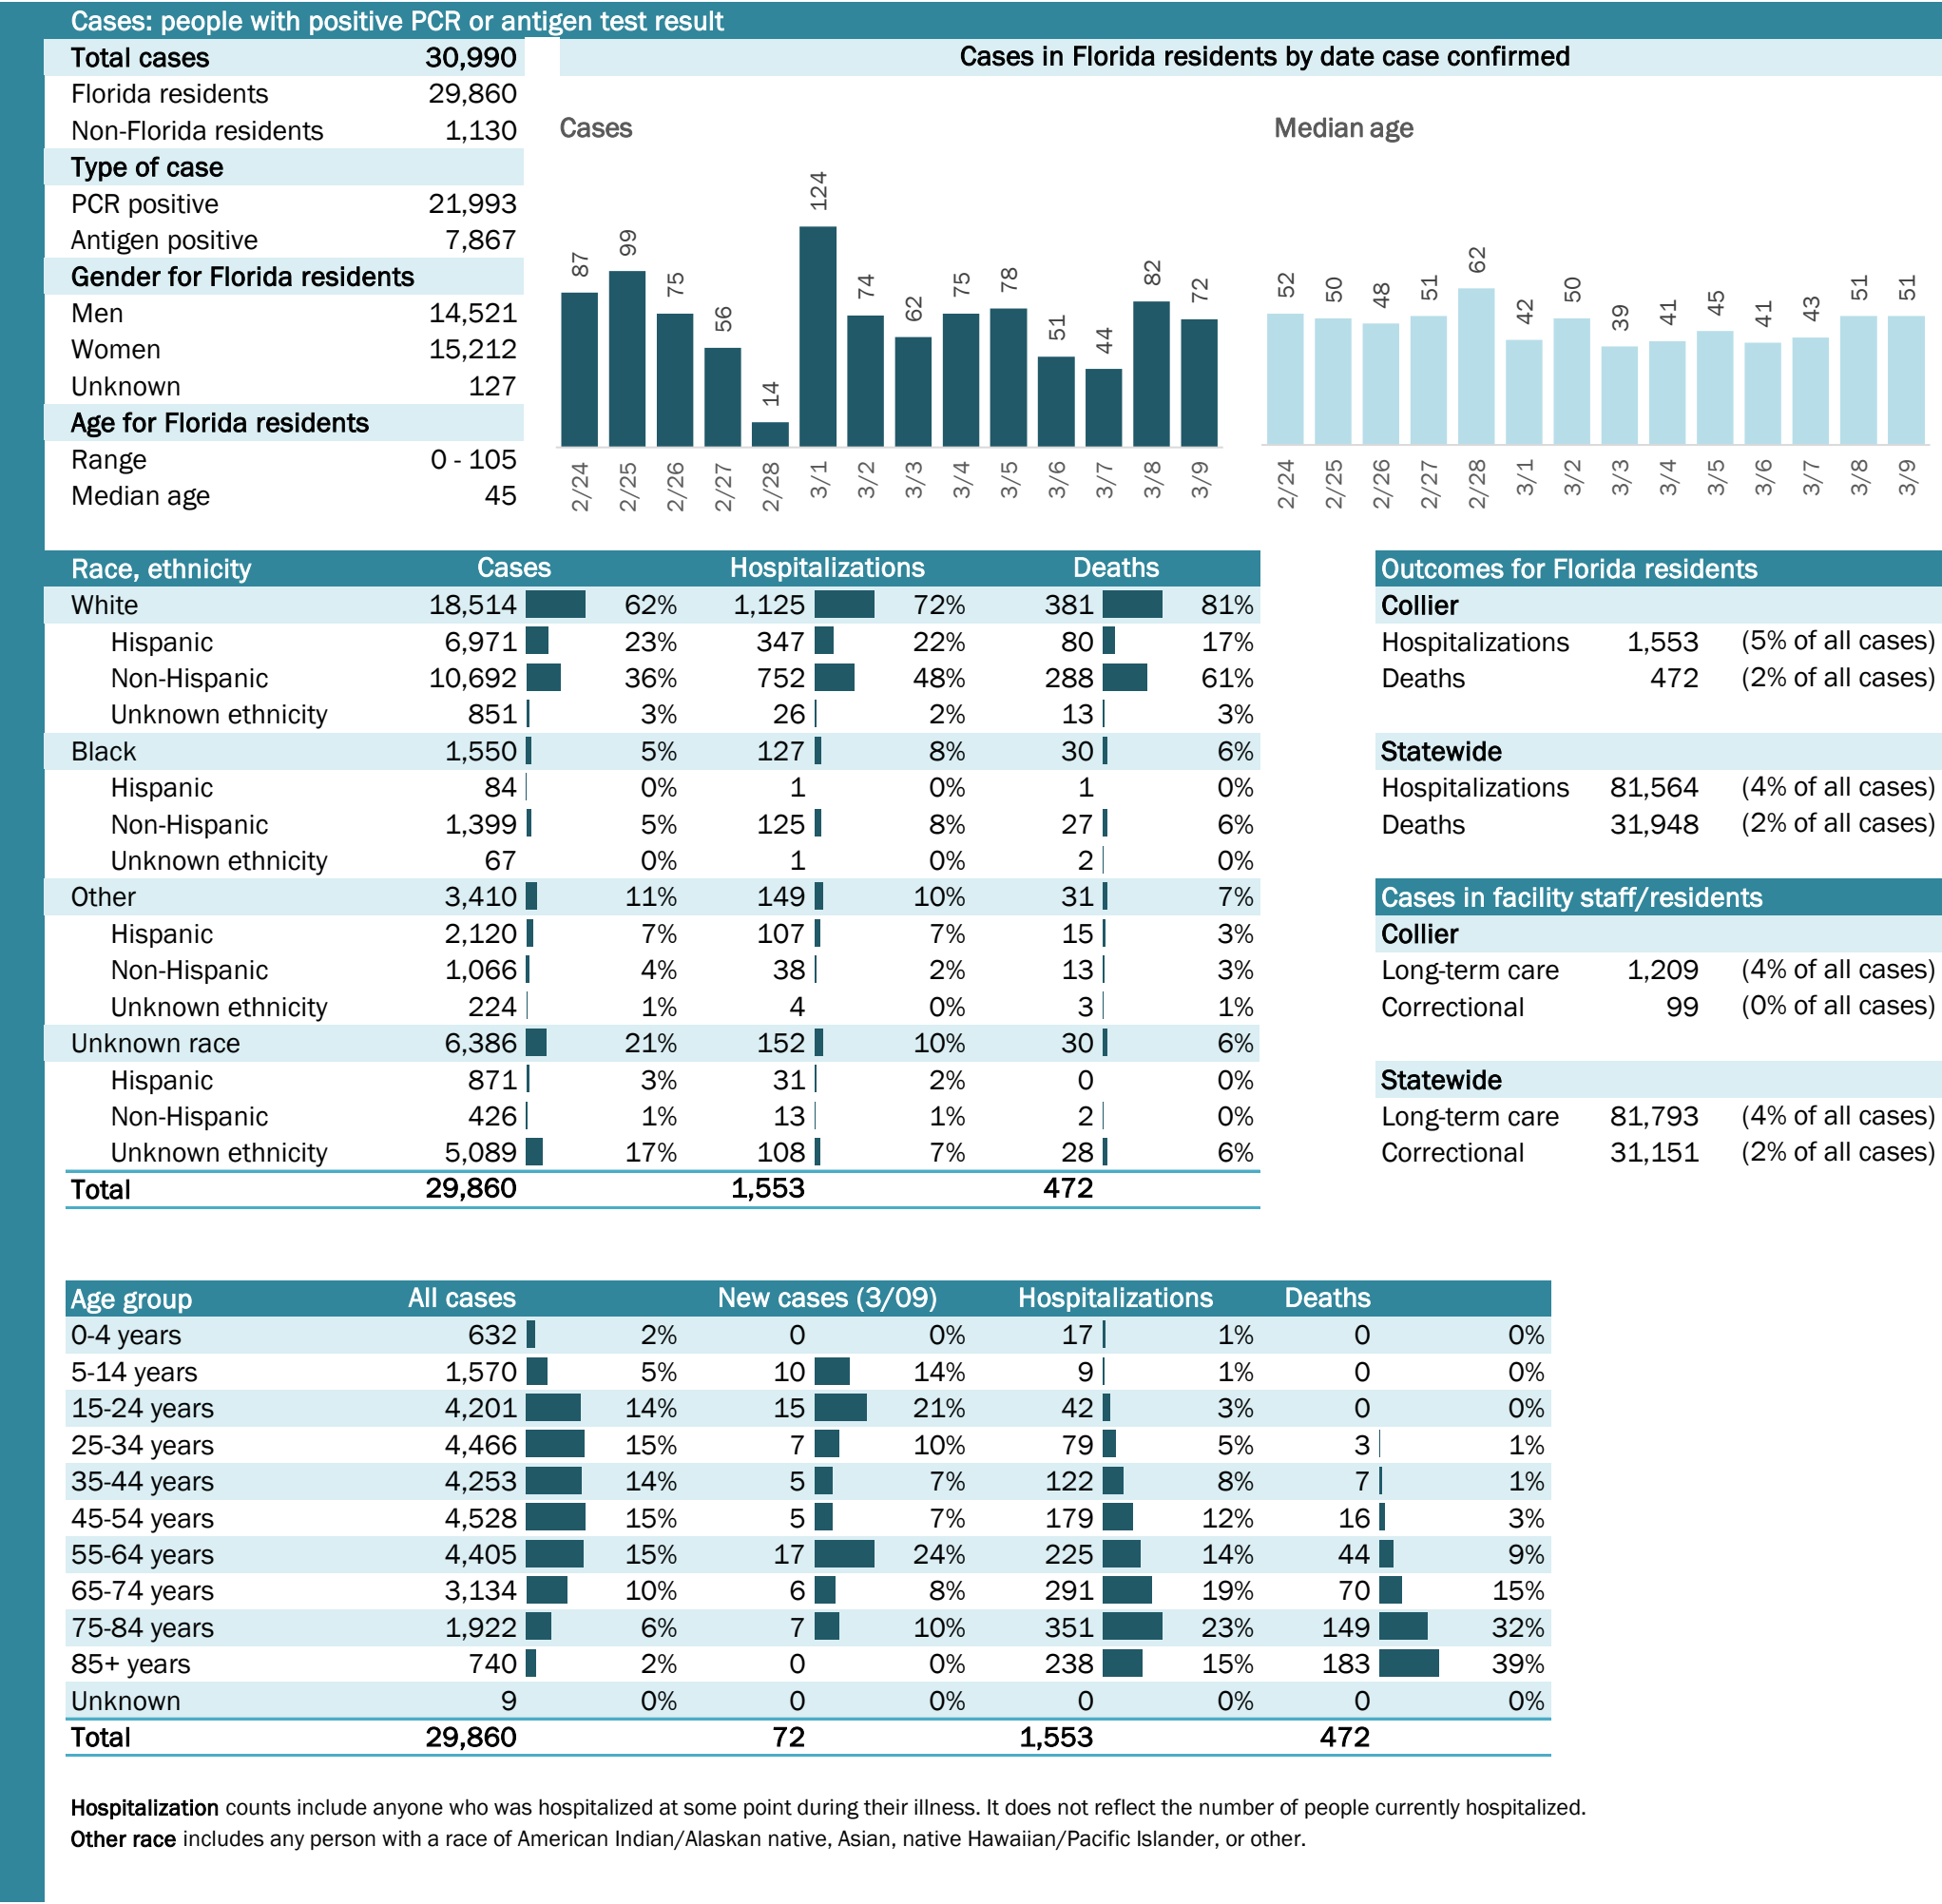 Cases: people with positive PCR or antigen test result
Total cases 30,990
Florida residents 29,860
Non-Florida residents 1,130
Type of case
PCR positive 21,993
Antigen positive 7,867
Gender for Florida residents
Men 14,521
Women 15,212
Unknown 127
Age for Florida residents
Range 0 - 105
Median age 45
Cases in Florida residents by date case confirmed
Cases
87 99 75 56 14 124 74 62 75 78 51 44 82 72
2/24 2/25 2/26 2/27 2/28 3/1 3/2 3/3 3/4 3/5 3/6 3/7 3/8 3/9
Median age
52 50 48 51 62 42 50 39 41 45 41 43 51 51
2/24 2/25 2/26 2/27 2/28 3/1 3/2 3/3 3/4 3/5 3/6 3/7 3/8 3/9
Race, ethnicity Cases Hospitalizations Deaths
White 18,514 62% 1,125 72% 381 81%
Hispanic 6,971 23% 347 22% 80 17%
Non-Hispanic 10,692 36% 752 48% 288 61%
Unknown ethnicity 851 3% 26 2% 13 3%
Black 1,550 5% 127 8% 30 6%
Hispanic 84 0% 1 0% 1 0%
Non-Hispanic 1,399 5% 125 8% 27 6%
Unknown ethnicity 67 0% 1 0% 2 0%
Other 3,410 11% 149 10% 31 7%
Hispanic 2,120 7% 107 7% 15 3%
Non-Hispanic 1,066 4% 38 2% 13 3%
Unknown ethnicity 224 1% 4 0% 3 1%
Unknown race 6,386 21% 152 10% 30 6%
Hispanic 871 3% 31 2% 0 0%
Non-Hispanic 426 1% 13 1% 2 0%
Unknown ethnicity 5,089 17% 108 7% 28 6%
Total 29,860 1,553 472
Outcomes for Florida residents
Collier
Hospitalizations 1,553 (5% of all cases)
Deaths 472 (2% of all cases)
Statewide
Hospitalizations 81,564 (4% of all cases)
Deaths 31,948 (2% of all cases)
Cases in facility staff/residents
Collier
Long-term care 1,209 (4% of all cases)
Correctional 99 (0% of all cases)
Statewide
Long-term care 81,793 (4% of all cases)
Correctional 31,151 (2% of all cases)
Age group All cases New cases (3/09) Hospitalizations Deaths
0-4 years 632 2% 0 0% 17 1% 0 0%
5-14 years 1,570 5% 10 14% 9 1% 0 0%
15-24 years 4,201 14% 15 21% 42 3% 0 0%
25-34 years 4,466 15% 7 10% 79 5% 3 1%
35-44 years 4,253 14% 5 7% 122 8% 7 1%
45-54 years 4,528 15% 5 7% 179 12% 16 3%
55-64 years 4,405 15% 17 24% 225 14% 44 9%
65-74 years 3,134 10% 6 8% 291 19% 70 15%
75-84 years 1,922 6% 7 10% 351 23% 149 32%
85+ years 740 2% 0 0% 238 15% 183 39%
Unknown 9 0% 0 0% 0 0% 0 0%
Total 29,860 72 1,553 472
Hospitalization counts include anyone who was hospitalized at some point during their illness. It does not reflect the number of people currently hospitalized.
Other race includes any person with a race of American Indian/Alaskan native, Asian, native Hawaiian/Pacific Islander, or other.